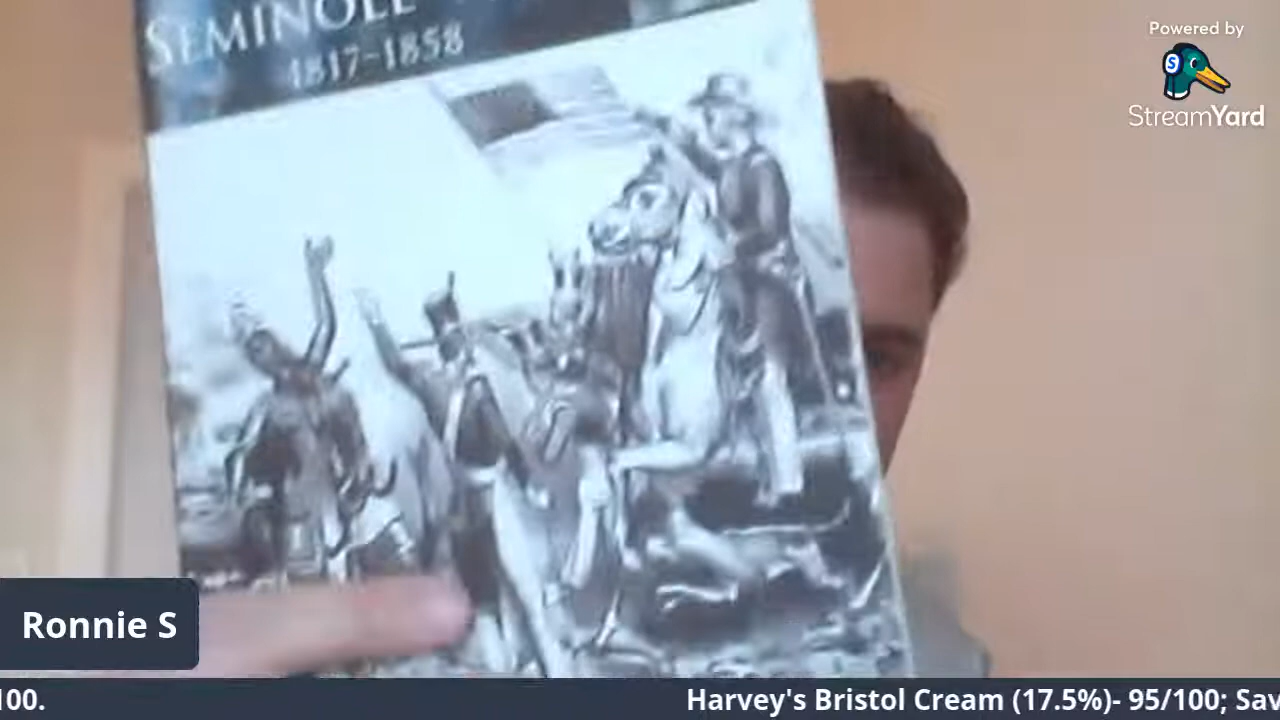 SEMINOLE
1817-1858
Powered by
StreamYard
Ronnie S
100.
Harvey's Bristol Cream (17.5%)- 95/100; Sav